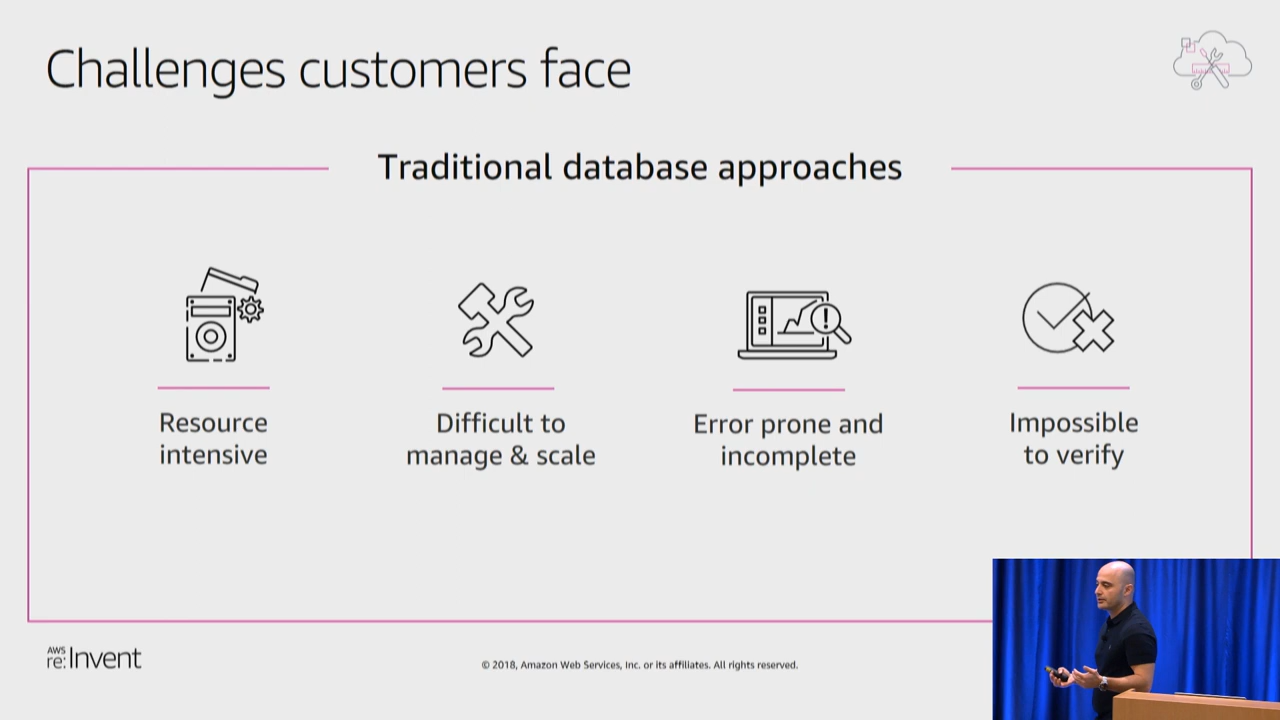 Challenges customers face
Traditional database approaches
Resource
intensive
Difficult to
manage & scale
Error prone and
incomplete
Impossible
to verify
AWS
re:Invent
© 2018, Amazon Web Services, Inc. or its affiliates. All rights reserved.